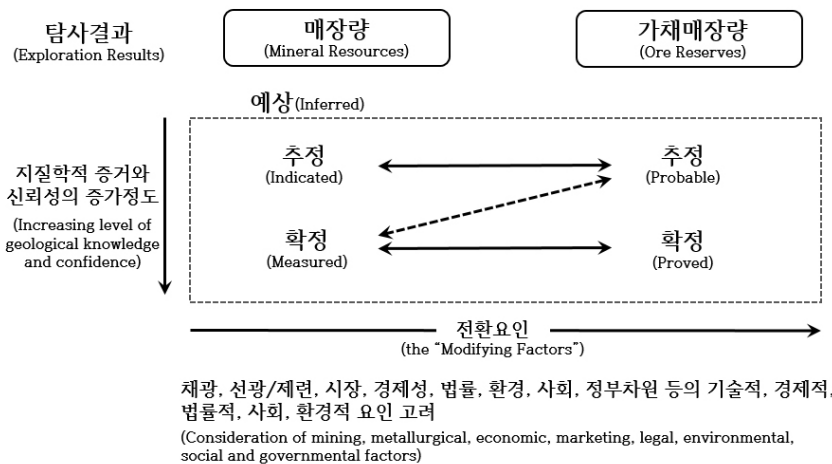 탐사결과
(Exploration Results)
매장량
(Mineral Resources)
가채매장량
(Ore Reserves)
예상(Inferred)
지질학적 증거와
신뢰성의 증가정도
(Increasing level of
geological knowledge
and confidence)
추정
(Indicated)
추정
(Probable)
확정
(Measured)
확정
(Proved)
전환요인
(the “Modifying Factors”)
채광, 선광/제련, 시장, 경제성, 법률, 환경, 사회, 정부차원 등의 기술적, 경제적,
법률적, 사회, 환경적 요인 고려
(Consideration of mining, metallurgical, economic, marketing, legal, environmental,
social and governmental factors)